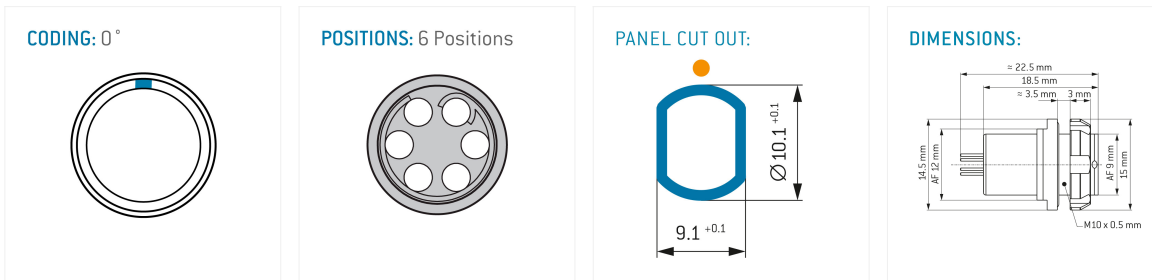 CODING: 0°
POSITIONS: 6 Positions
PANEL CUT OUT:
Ø10.1 +0.1
9.1 +0.1
DIMENSIONS:
≈ 22.5 mm
18.5 mm
≈ 3.5 mm
3 mm
14.5 mm
AF 12 mm
AF 9 mm
15 mm
M10 x 0.5 mm